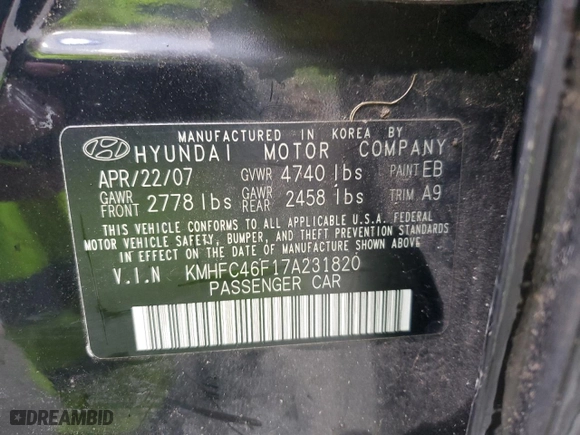 MANUFACTURED IN KOREA BY
HYUNDAI MOTOR COMPANY
APR/22/07 GVWR 4740 lbs PAINT EB
GAWR FRONT 2778 lbs GAWR REAR 2458 lbs TRIM A9
THIS VEHICLE CONFORMS TO ALL APPLICABLE U.S.A. FEDERAL
MOTOR VEHICLE SAFETY, BUMPER, AND THEFT PREVENTION STANDARDS
IN EFFECT ON THE DATE OF MANUFACTURE SHOWN ABOVE.
V.I.N KMHFC46F17A231820
PASSENGER CAR
DREAMBID